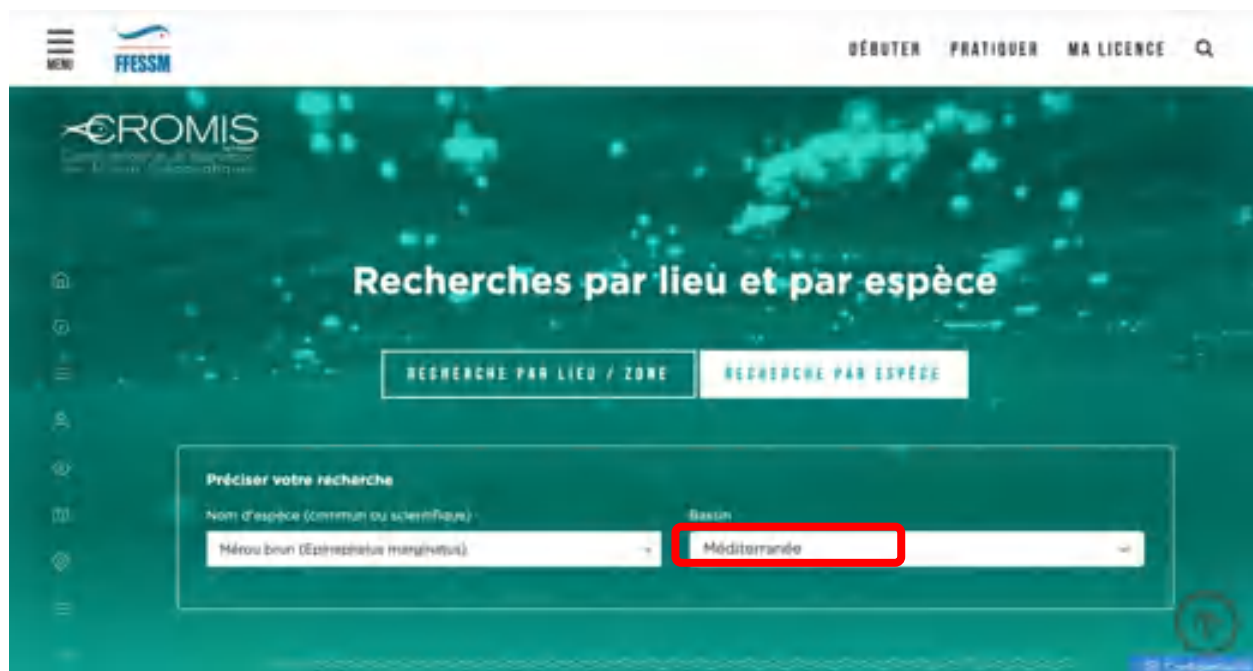 MENU
FFESSM
DÉBUTER PRATIQUER MA LICENCE
CROMIS
Recherches par lieu et par espèce
RECHERCHE PAR LIEU / ZONE
RECHERCHE PAR ESPÈCE
Préciser votre recherche
Nom d'espèce (commun ou scientifique)
Bassin
Mérou brun (Epinephelus marginatus)
Méditerranée